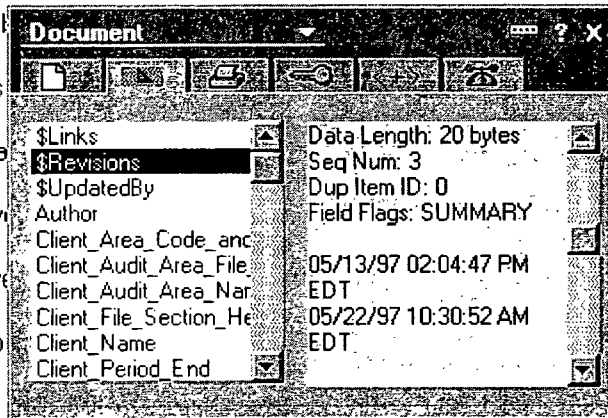 Document
?
X
$Links
$Revisions
$UpdatedBy
Author
Client_Area_Code_and
Client_Audit_Area_File_
Client_Audit_Area_Nar
Client_File_Section_He
Client_Name
Client_Period_End
Data Length: 20 bytes
Seq Num: 3
Dup Item ID: 0
Field Flags: SUMMARY
05/13/97 02:04:47 PM
EDT
05/22/97 10:30:52 AM
EDT